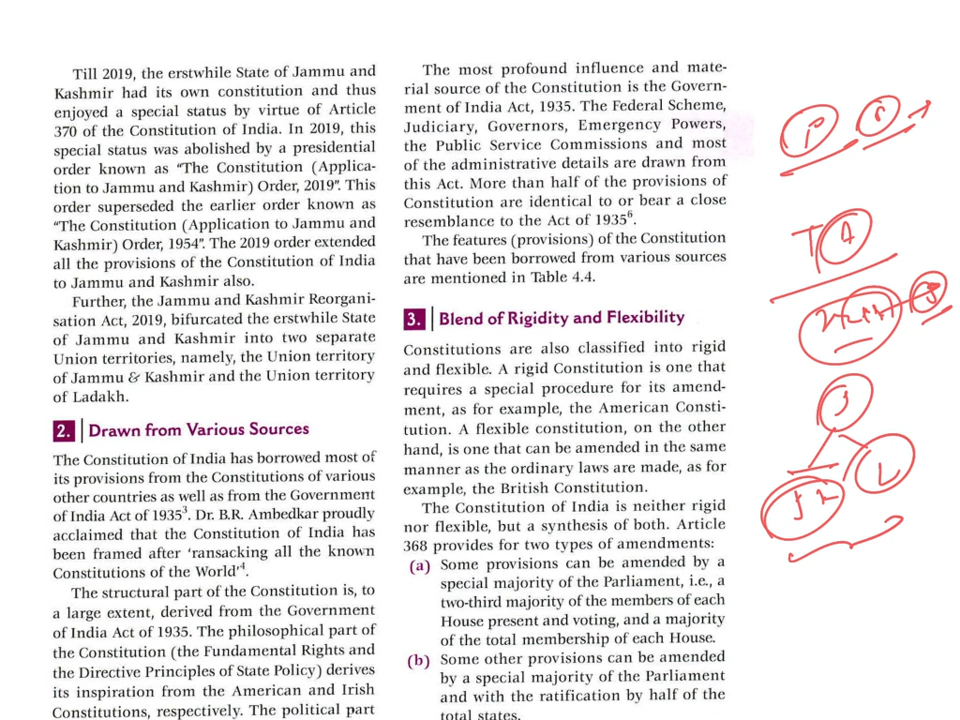 Till 2019, the erstwhile State of Jammu and
Kashmir had its own constitution and thus
enjoyed a special status by virtue of Article
370 of the Constitution of India. In 2019, this
special status was abolished by a presidential
order known as “The Constitution (Applica-
tion to Jammu and Kashmir) Order, 2019”. This
order superseded the earlier order known as
“The Constitution (Application to Jammu and
Kashmir) Order, 1954”. The 2019 order extended
all the provisions of the Constitution of India
to Jammu and Kashmir also.
Further, the Jammu and Kashmir Reorgani-
sation Act, 2019, bifurcated the erstwhile State
of Jammu and Kashmir into two separate
Union territories, namely, the Union territory
of Jammu & Kashmir and the Union territory
of Ladakh.
2. Drawn from Various Sources
The Constitution of India has borrowed most of
its provisions from the Constitutions of various
other countries as well as from the Government
of India Act of 1935³. Dr. B.R. Ambedkar proudly
acclaimed that the Constitution of India has
been framed after ‘ransacking all the known
Constitutions of the World’⁴.
The structural part of the Constitution is, to
a large extent, derived from the Government
of India Act of 1935. The philosophical part of
the Constitution (the Fundamental Rights and
the Directive Principles of State Policy) derives
its inspiration from the American and Irish
Constitutions, respectively. The political part
The most profound influence and mate-
rial source of the Constitution is the Govern-
ment of India Act, 1935. The Federal Scheme,
Judiciary, Governors, Emergency Powers,
the Public Service Commissions and most
of the administrative details are drawn from
this Act. More than half of the provisions of
Constitution are identical to or bear a close
resemblance to the Act of 1935⁶.
The features (provisions) of the Constitution
that have been borrowed from various sources
are mentioned in Table 4.4.
3. Blend of Rigidity and Flexibility
Constitutions are also classified into rigid
and flexible. A rigid Constitution is one that
requires a special procedure for its amend-
ment, as for example, the American Consti-
tution. A flexible constitution, on the other
hand, is one that can be amended in the same
manner as the ordinary laws are made, as for
example, the British Constitution.
The Constitution of India is neither rigid
nor flexible, but a synthesis of both. Article
368 provides for two types of amendments:
(a) Some provisions can be amended by a
special majority of the Parliament, i.e., a
two-third majority of the members of each
House present and voting, and a majority
of the total membership of each House.
(b) Some other provisions can be amended
by a special majority of the Parliament
and with the ratification by half of the
total states.
P
T A
J
L